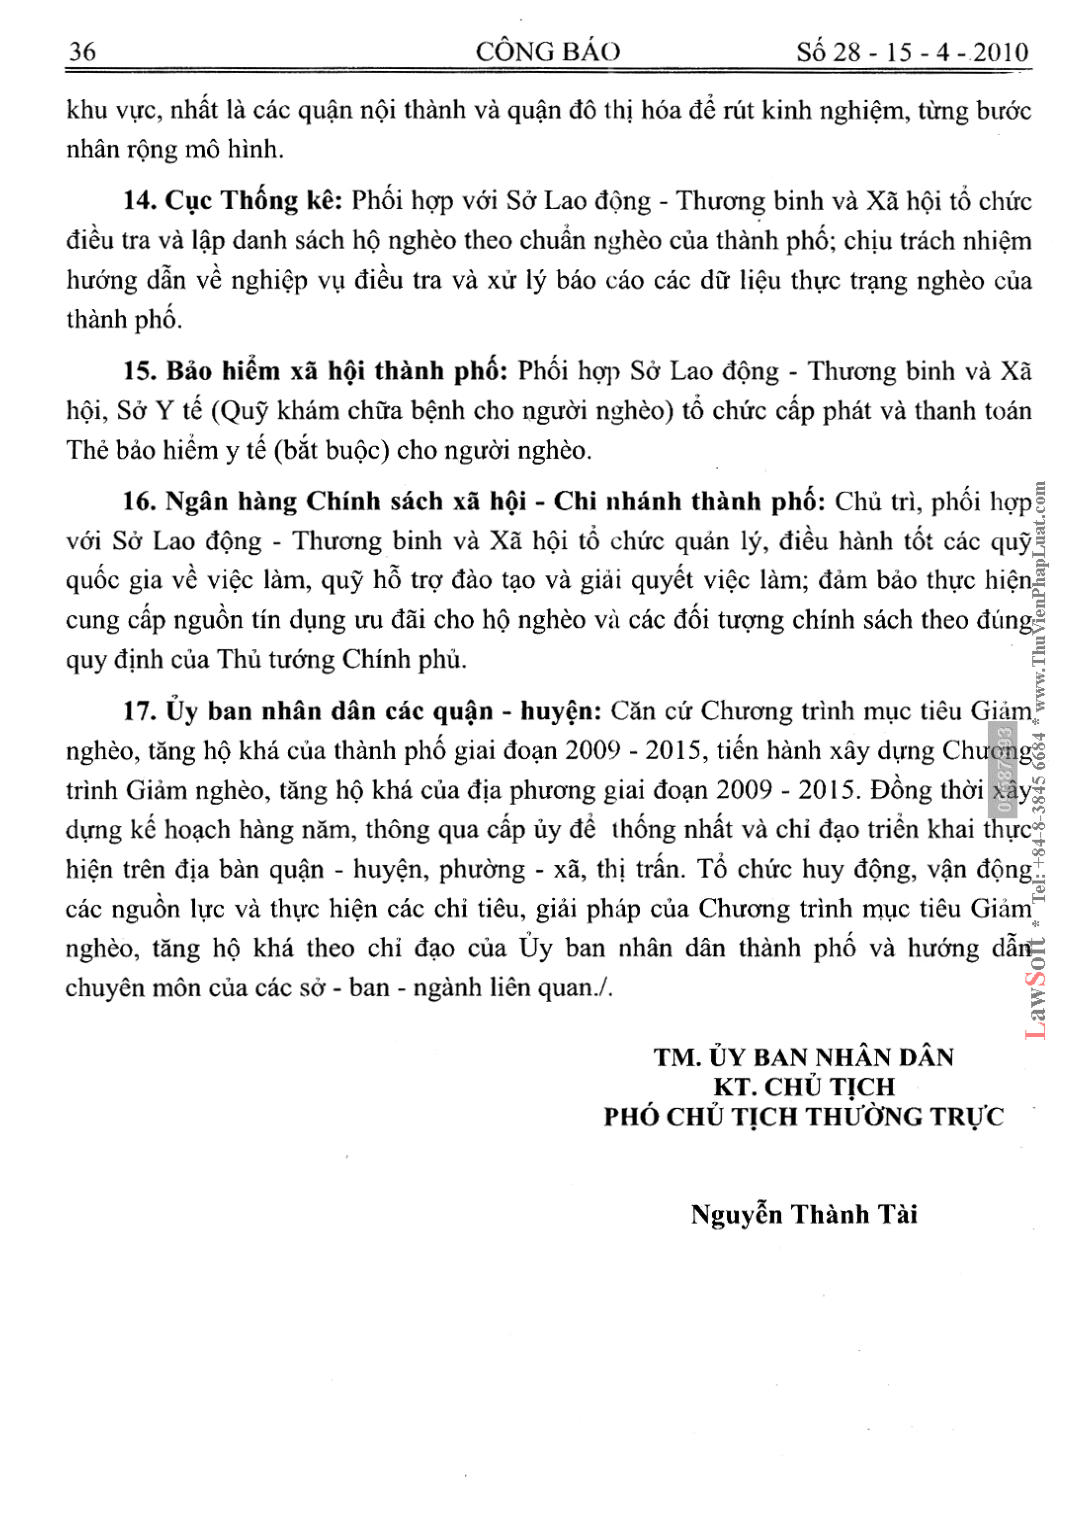 36 CÔNG BÁO Số 28 - 15 - 4 - 2010
khu vực, nhất là các quận nội thành và quận đô thị hóa để rút kinh nghiệm, từng bước
nhân rộng mô hình.
14. Cục Thống kê: Phối hợp với Sở Lao động - Thương binh và Xã hội tổ chức
điều tra và lập danh sách hộ nghèo theo chuẩn nghèo của thành phố; chịu trách nhiệm
hướng dẫn về nghiệp vụ điều tra và xử lý báo cáo các dữ liệu thực trạng nghèo của
thành phố.
15. Bảo hiểm xã hội thành phố: Phối hợp Sở Lao động - Thương binh và Xã
hội, Sở Y tế (Quỹ khám chữa bệnh cho người nghèo) tổ chức cấp phát và thanh toán
Thẻ bảo hiểm y tế (bắt buộc) cho người nghèo.
16. Ngân hàng Chính sách xã hội - Chi nhánh thành phố: Chủ trì, phối hợp
với Sở Lao động - Thương binh và Xã hội tổ chức quản lý, điều hành tốt các quỹ
quốc gia về việc làm, quỹ hỗ trợ đào tạo và giải quyết việc làm; đảm bảo thực hiện
cung cấp nguồn tín dụng ưu đãi cho hộ nghèo và các đối tượng chính sách theo đúng
quy định của Thủ tướng Chính phủ.
17. Ủy ban nhân dân các quận - huyện: Căn cứ Chương trình mục tiêu Giảm
nghèo, tăng hộ khá của thành phố giai đoạn 2009 - 2015, tiến hành xây dựng Chương
trình Giảm nghèo, tăng hộ khá của địa phương giai đoạn 2009 - 2015. Đồng thời xây
dựng kế hoạch hàng năm, thông qua cấp ủy để thống nhất và chỉ đạo triển khai thực
hiện trên địa bàn quận - huyện, phường - xã, thị trấn. Tổ chức huy động, vận động
các nguồn lực và thực hiện các chỉ tiêu, giải pháp của Chương trình mục tiêu Giảm
nghèo, tăng hộ khá theo chỉ đạo của Ủy ban nhân dân thành phố và hướng dẫn
chuyên môn của các sở - ban - ngành liên quan./.
TM. ỦY BAN NHÂN DÂN
KT. CHỦ TỊCH
PHÓ CHỦ TỊCH THƯỜNG TRỰC
Nguyễn Thành Tài
LawSoft * Tel: +84-8-3845 6684 * www.ThuVienPhapLuat.com